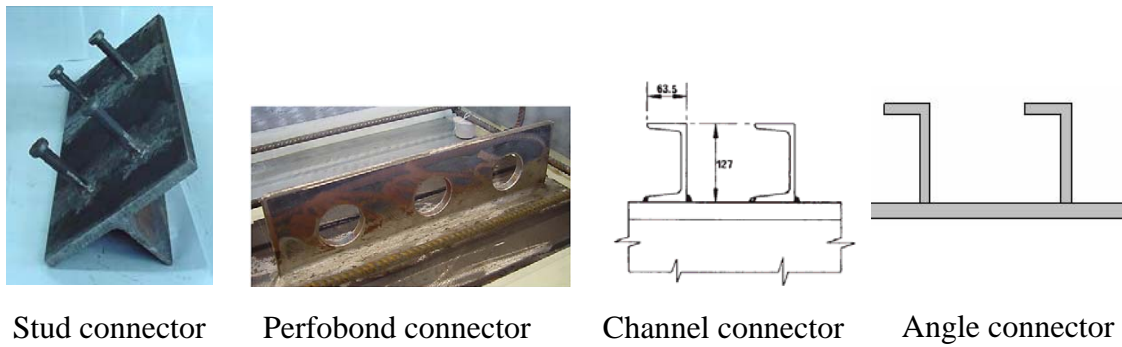 63.5
127
Stud connector
Perfobond connector
Channel connector
Angle connector